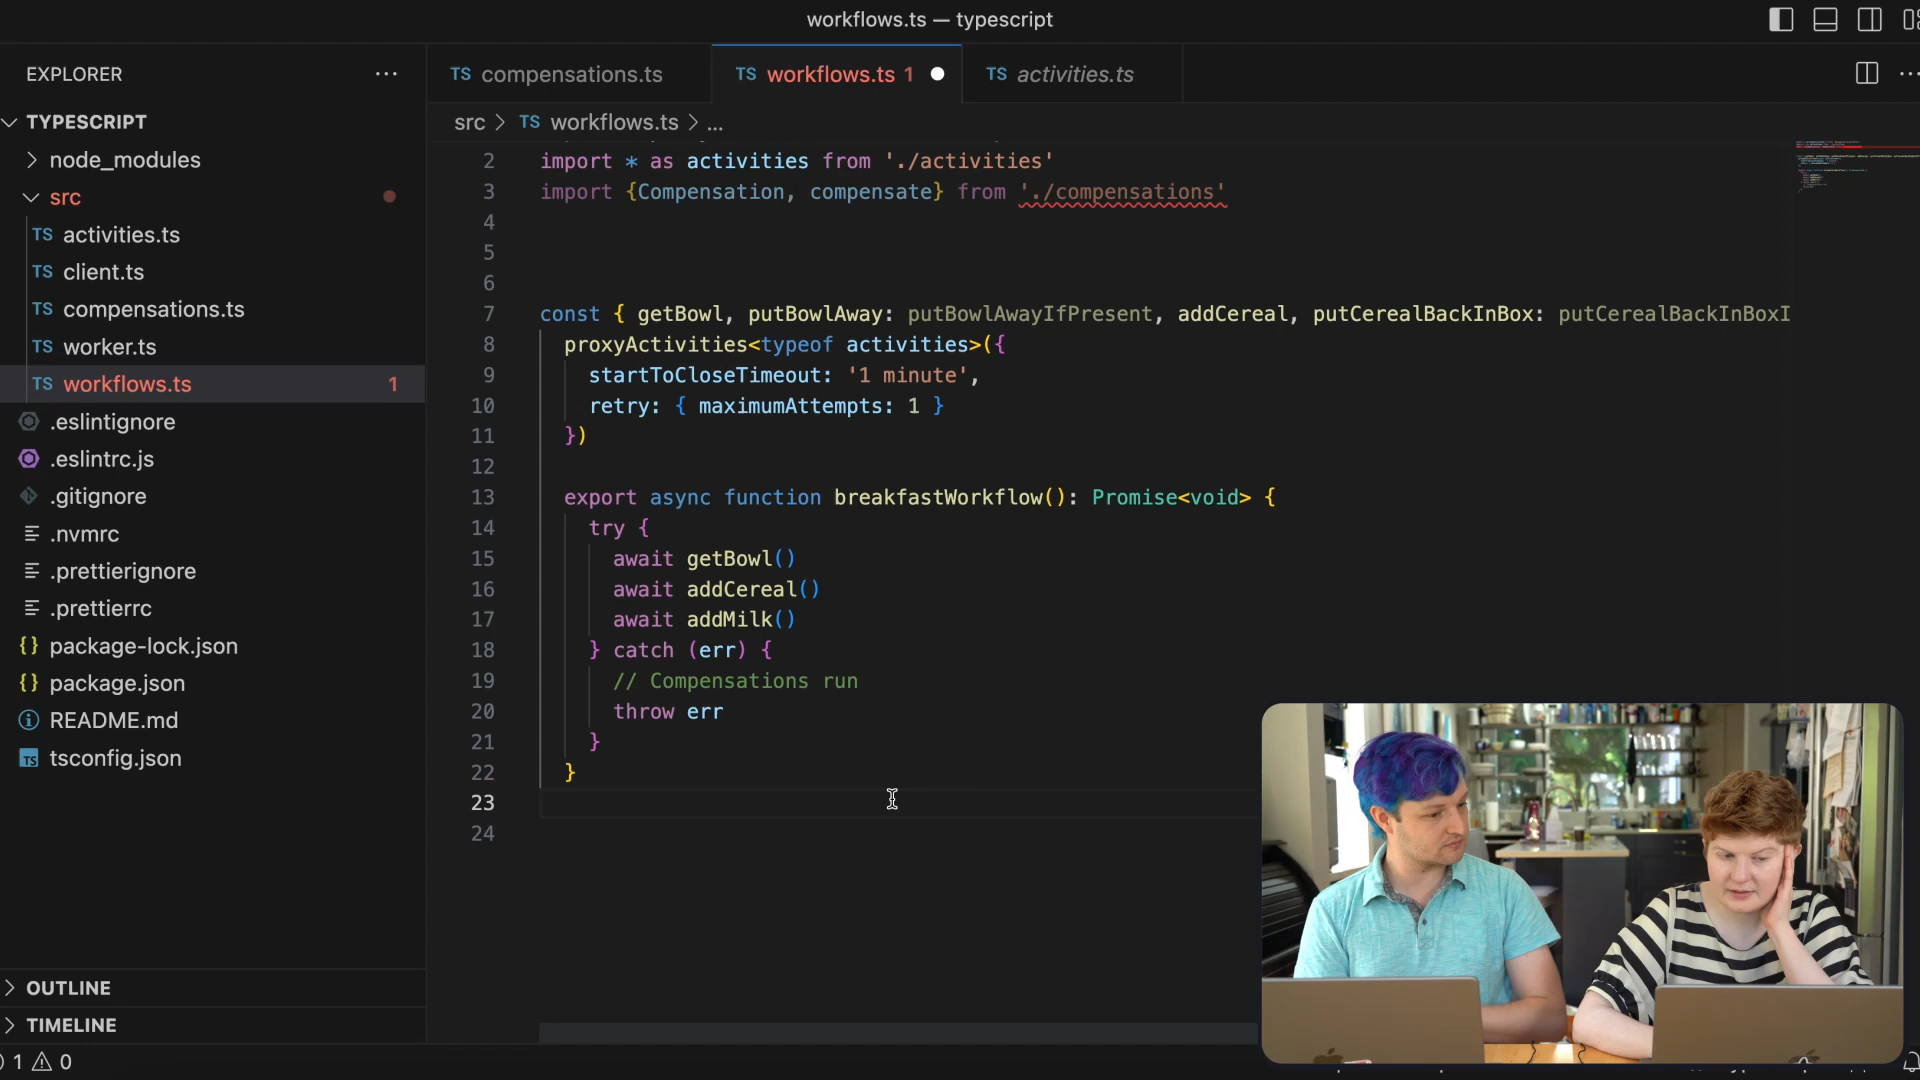 workflows.ts — typescript
EXPLORER
TYPESCRIPT
node_modules
src
TS activities.ts
TS client.ts
TS compensations.ts
TS worker.ts
TS workflows.ts 1
.eslintignore
.eslintrc.js
.gitignore
.nvmrc
.prettierignore
.prettierrc
{} package-lock.json
{} package.json
README.md
TS tsconfig.json
OUTLINE
TIMELINE
1 0
TS compensations.ts
TS workflows.ts 1
TS activities.ts
src > TS workflows.ts > ...
2 import * as activities from './activities'
3 import {Compensation, compensate} from './compensations'
4
5
6
7 const { getBowl, putBowlAway: putBowlAwayIfPresent, addCereal, putCerealBackInBox: putCerealBackInBoxI
8 proxyActivities<typeof activities>({
9 startToCloseTimeout: '1 minute',
10 retry: { maximumAttempts: 1 }
11 })
12
13 export async function breakfastWorkflow(): Promise<void> {
14 try {
15 await getBowl()
16 await addCereal()
17 await addMilk()
18 } catch (err) {
19 // Compensations run
20 throw err
21 }
22 }
23
24